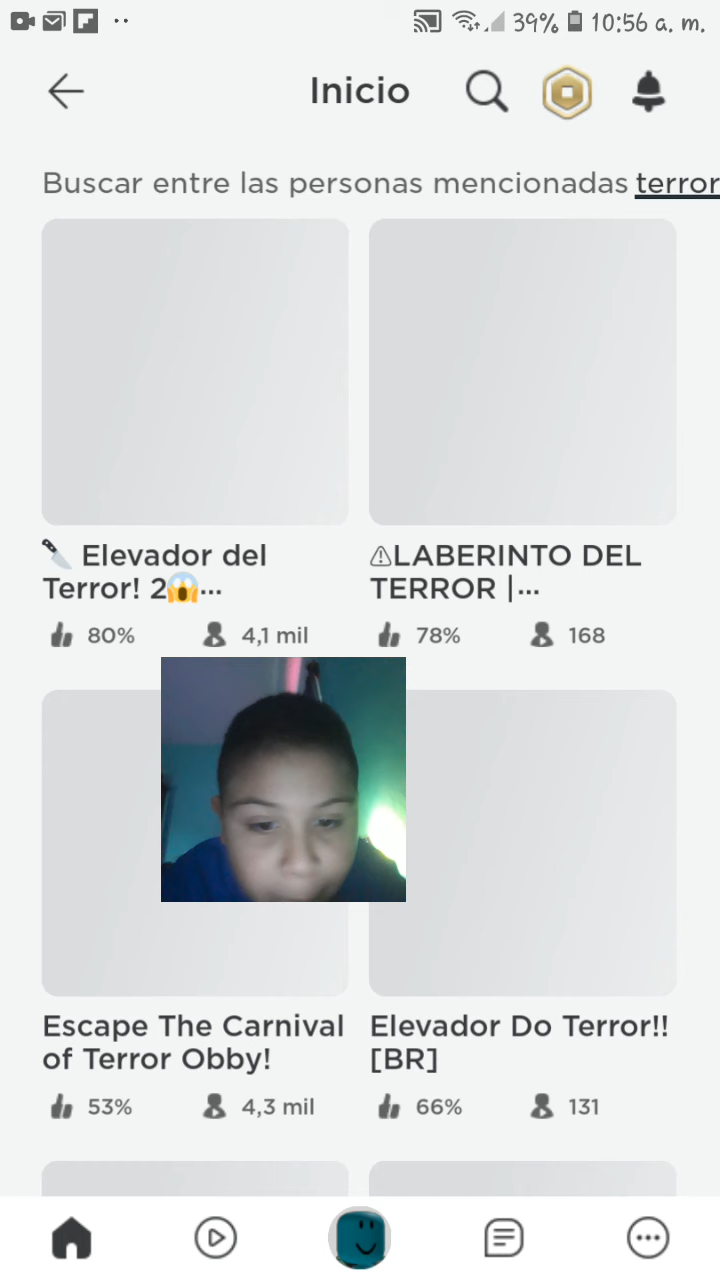 39% 10:56 a. m.
Inicio
Buscar entre las personas mencionadas terror
🔪 Elevador del
Terror! 2😱...
⚠LABERINTO DEL
TERROR |...
80% 4,1 mil
78% 168
Escape The Carnival
of Terror Obby!
Elevador Do Terror!!
[BR]
53% 4,3 mil
66% 131